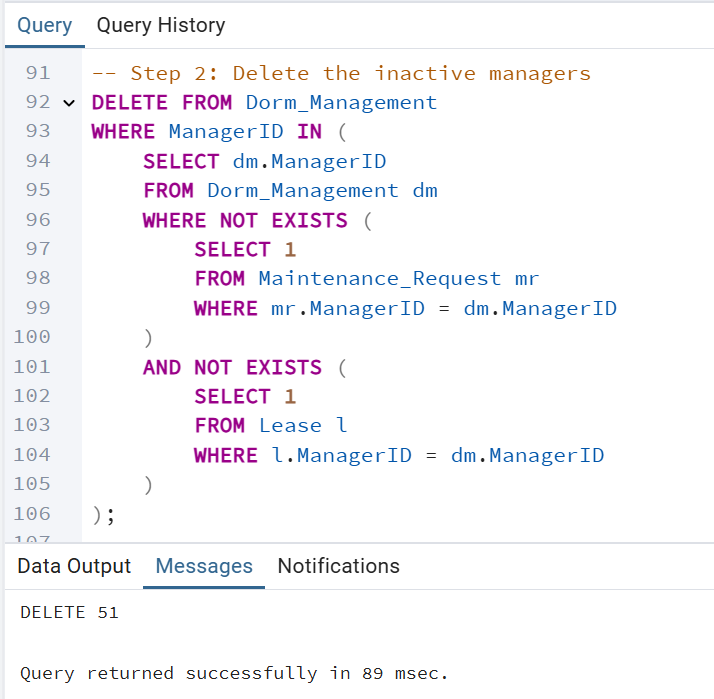 Query Query History
91 -- Step 2: Delete the inactive managers
92 DELETE FROM Dorm_Management
93 WHERE ManagerID IN (
94 SELECT dm.ManagerID
95 FROM Dorm_Management dm
96 WHERE NOT EXISTS (
97 SELECT 1
98 FROM Maintenance_Request mr
99 WHERE mr.ManagerID = dm.ManagerID
100 )
101 AND NOT EXISTS (
102 SELECT 1
103 FROM Lease l
104 WHERE l.ManagerID = dm.ManagerID
105 )
106 );
107
Data Output Messages Notifications
DELETE 51
Query returned successfully in 89 msec.